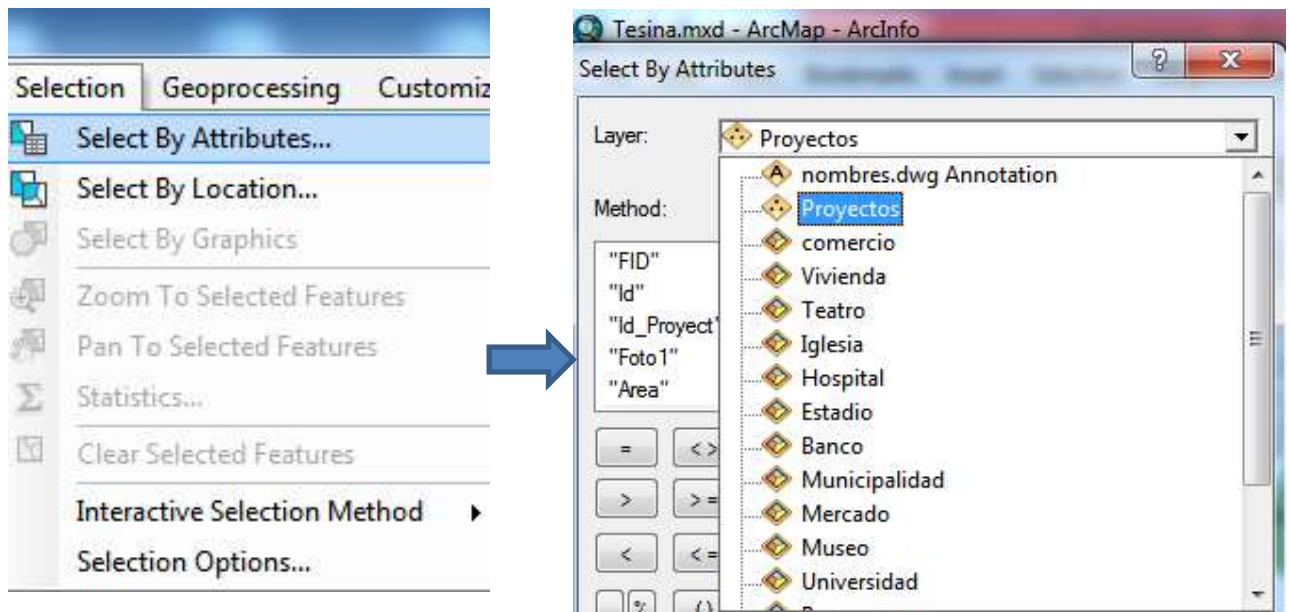 Selection Geoprocessing Customiz
Select By Attributes...
Select By Location...
Select By Graphics
Zoom To Selected Features
Pan To Selected Features
Statistics...
Clear Selected Features
Interactive Selection Method
Selection Options...
Tesina.mxd - ArcMap - ArcInfo
Select By Attributes
Layer: Proyectos
nombres.dwg Annotation
Method:
Proyectos
comercio
Vivienda
Teatro
Iglesia
Hospital
Estadio
Banco
Municipalidad
Mercado
Museo
Universidad
"FID"
"Id"
"Id_Proyect"
"Foto1"
"Area"
= <>
> >=
< <=
_ % ()